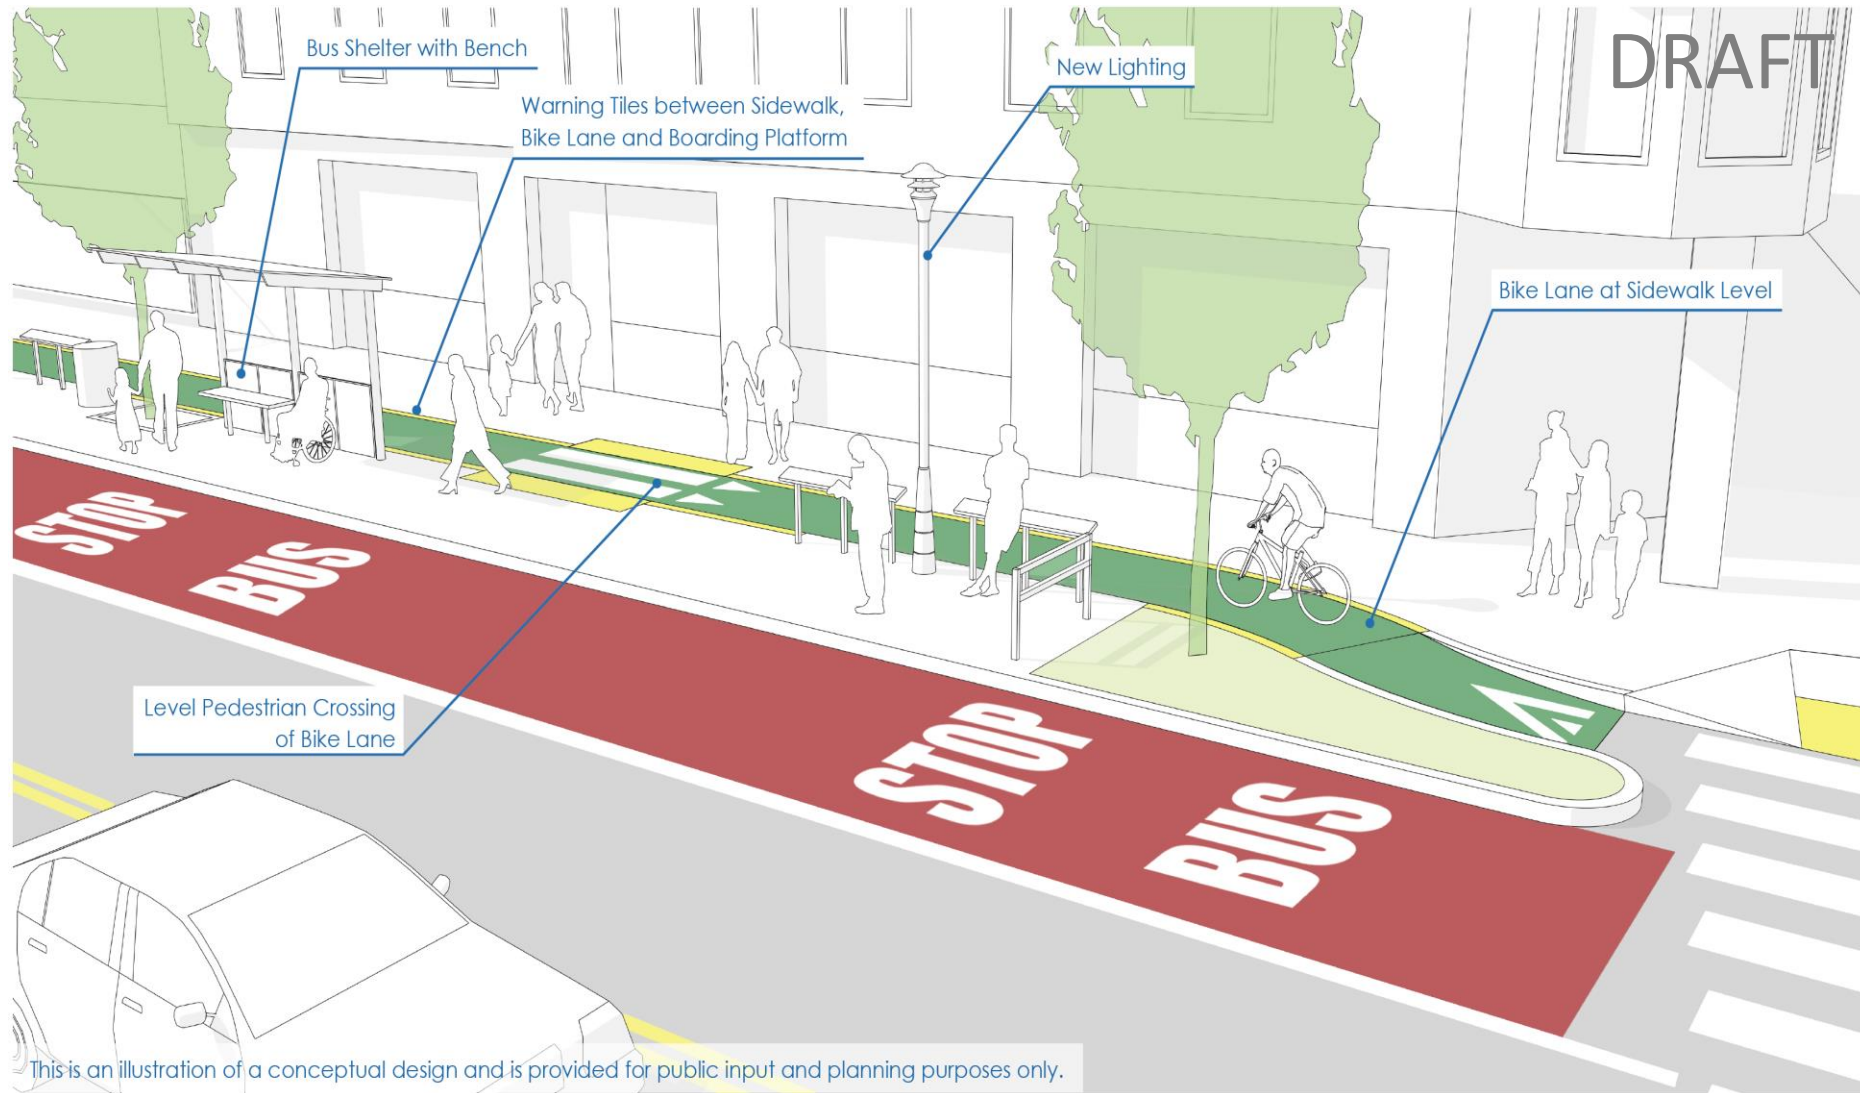 DRAFT
Bus Shelter with Bench
New Lighting
Warning Tiles between Sidewalk,
Bike Lane and Boarding Platform
Bike Lane at Sidewalk Level
STOP
BUS
Level Pedestrian Crossing
of Bike Lane
STOP
BUS
This is an illustration of a conceptual design and is provided for public input and planning purposes only.